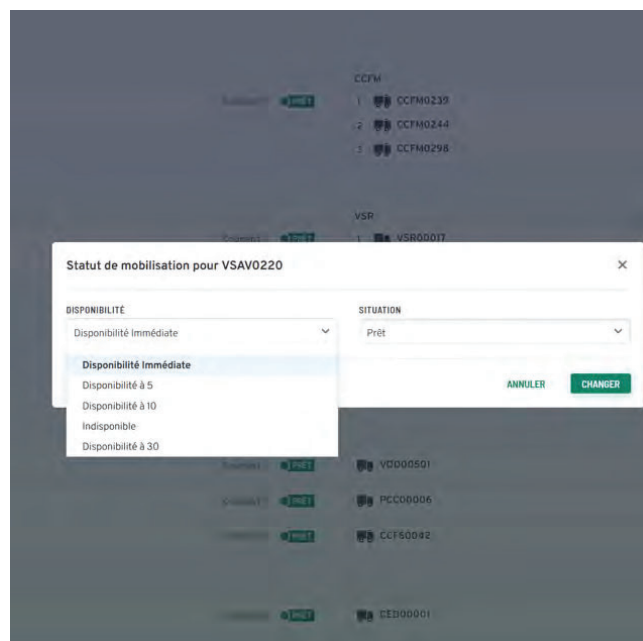 CCFM
PRÊT
1 CCFM0239
2 CCFM0244
3 CCFM0298
VSR
PRÊT
1 VSR00017
Statut de mobilisation pour VSAV0220
DISPONIBILITÉ
SITUATION
Disponibilité Immédiate
Prêt
Disponibilité Immédiate
Disponibilité à 5
Disponibilité à 10
Indisponible
Disponibilité à 30
ANNULER
CHANGER
PRÊT
PRÊT PCC00006
PRÊT
PRÊT CED00001